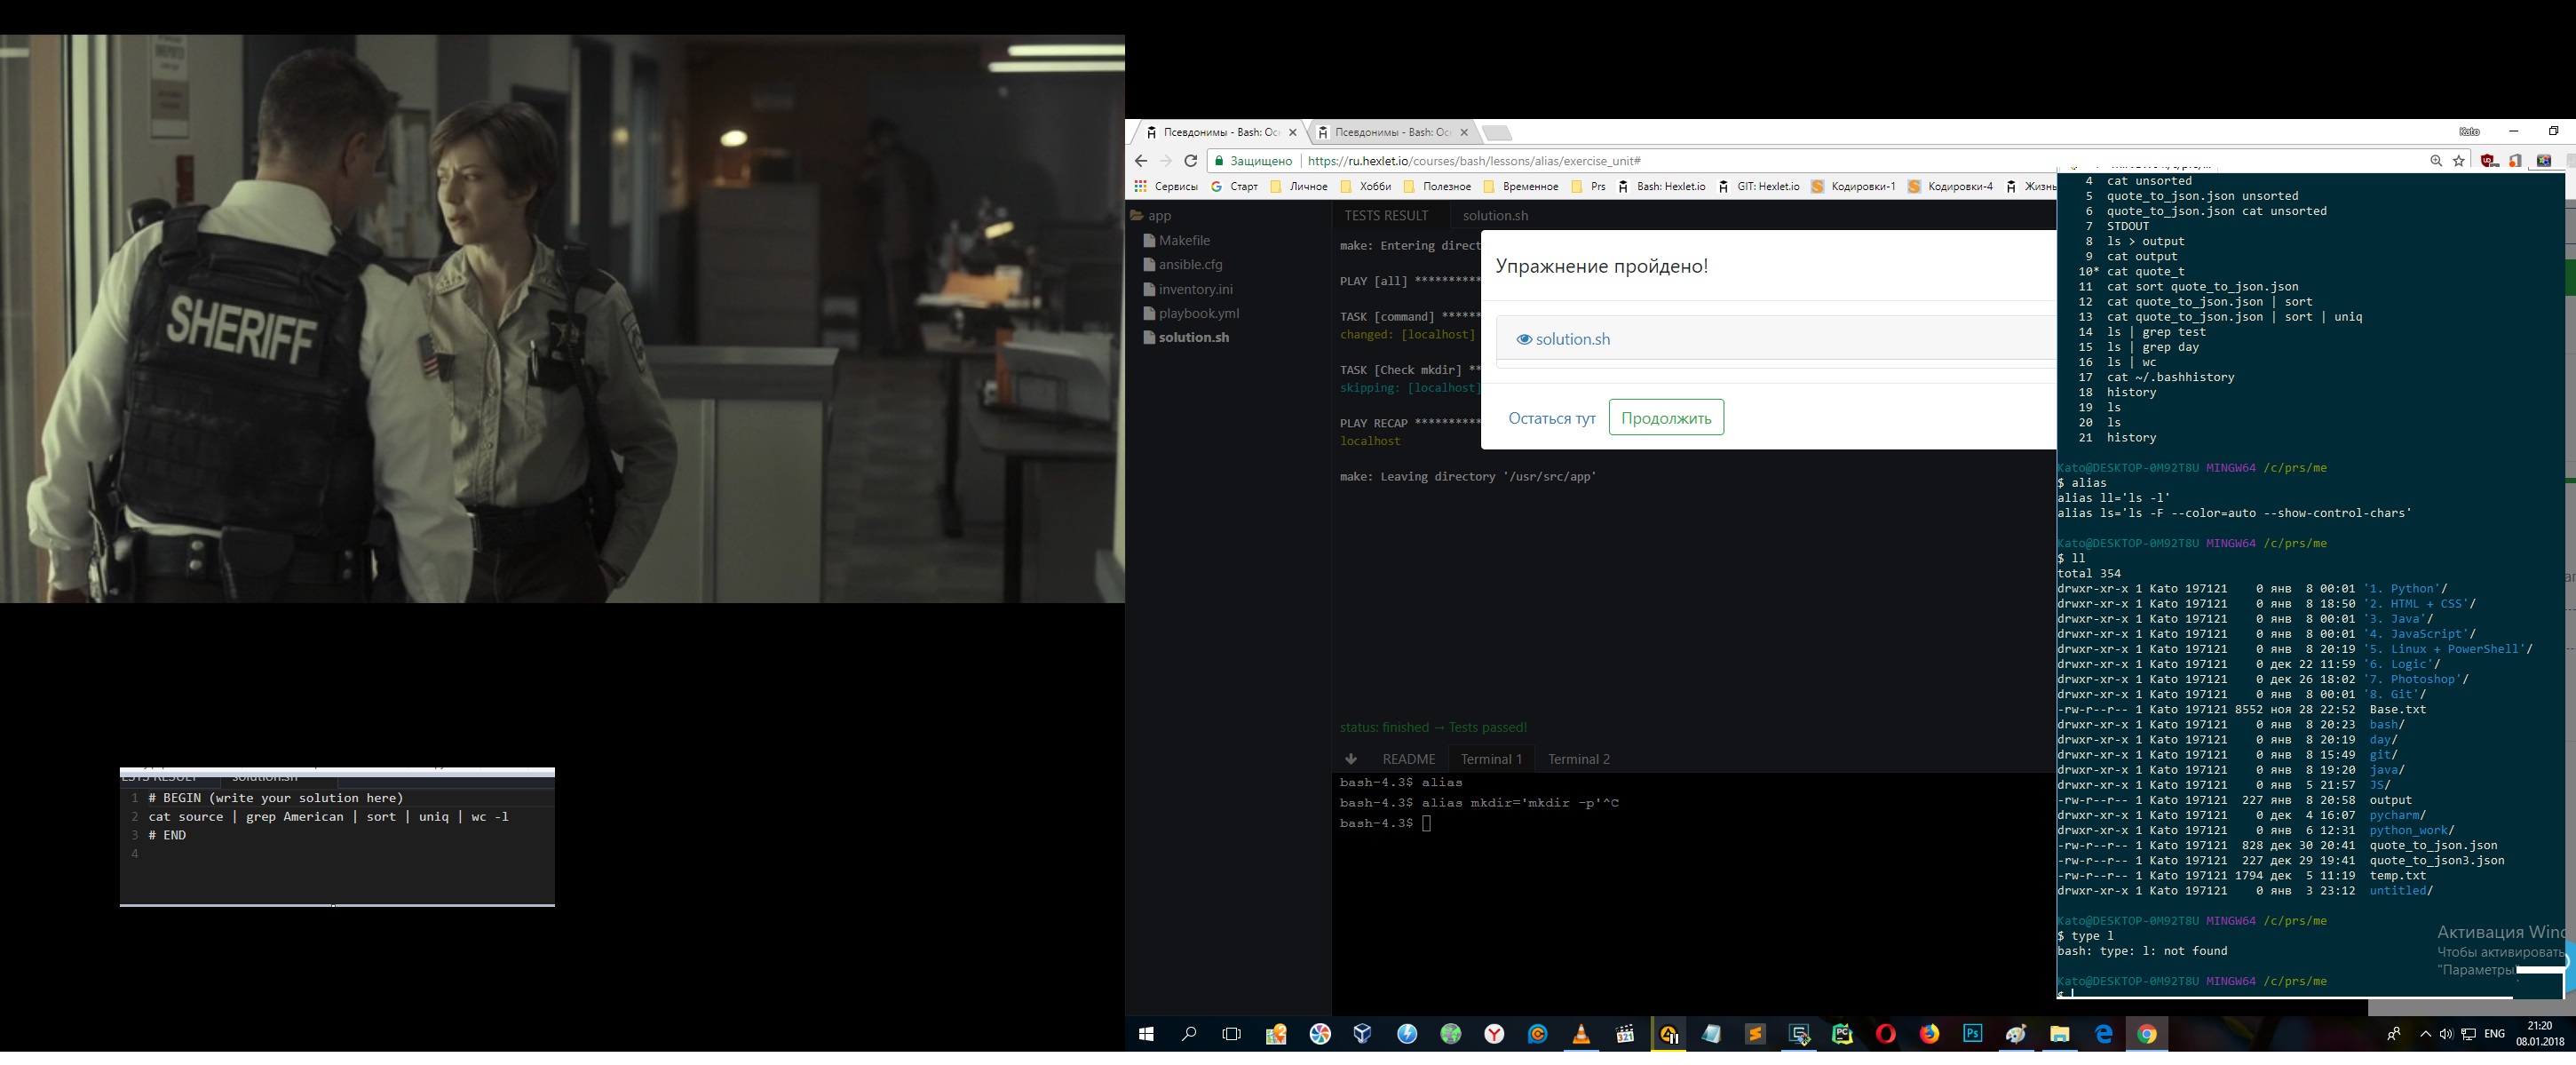 SHERIFF
solution.sh
1 # BEGIN (write your solution here)
2 cat source | grep American | sort | uniq | wc -l
3 # END
4
Псевдонимы - Bash: Ос
Псевдонимы - Bash: Ос
Kato
Защищено | https://ru.hexlet.io/courses/bash/lessons/alias/exercise_unit#
Сервисы Старт Личное Хобби Полезное Временное Prs Bash: Hexlet.io GIT: Hexlet.io Кодировки-1 Кодировки-4 Жизнь
app
Makefile
ansible.cfg
inventory.ini
playbook.yml
solution.sh
TESTS RESULT solution.sh
make: Entering direct
PLAY [all] *********
TASK [command] ******
changed: [localhost]
TASK [Check mkdir] **
skipping: [localhost]
PLAY RECAP **********
localhost
make: Leaving directory '/usr/src/app'
Упражнение пройдено!
solution.sh
Остаться тут Продолжить
status: finished → Tests passed!
README Terminal 1 Terminal 2
bash-4.3$ alias
bash-4.3$ alias mkdir='mkdir -p'^C
bash-4.3$
4 cat unsorted
5 quote_to_json.json unsorted
6 quote_to_json.json cat unsorted
7 STDOUT
8 ls > output
9 cat output
10* cat quote_t
11 cat sort quote_to_json.json
12 cat quote_to_json.json | sort
13 cat quote_to_json.json | sort | uniq
14 ls | grep test
15 ls | grep day
16 ls | wc
17 cat ~/.bashhistory
18 history
19 ls
20 ls
21 history
Kato@DESKTOP-0M92T8U MINGW64 /c/prs/me
$ alias
alias ll='ls -l'
alias ls='ls -F --color=auto --show-control-chars'
Kato@DESKTOP-0M92T8U MINGW64 /c/prs/me
$ ll
total 354
drwxr-xr-x 1 Kato 197121 0 янв 8 00:01 '1. Python'/
drwxr-xr-x 1 Kato 197121 0 янв 8 18:50 '2. HTML + CSS'/
drwxr-xr-x 1 Kato 197121 0 янв 8 00:01 '3. Java'/
drwxr-xr-x 1 Kato 197121 0 янв 8 00:01 '4. JavaScript'/
drwxr-xr-x 1 Kato 197121 0 янв 8 20:19 '5. Linux + PowerShell'/
drwxr-xr-x 1 Kato 197121 0 дек 22 11:59 '6. Logic'/
drwxr-xr-x 1 Kato 197121 0 дек 26 18:02 '7. Photoshop'/
drwxr-xr-x 1 Kato 197121 0 янв 8 00:01 '8. Git'/
-rw-r--r-- 1 Kato 197121 8552 ноя 28 22:52 Base.txt
drwxr-xr-x 1 Kato 197121 0 янв 8 20:23 bash/
drwxr-xr-x 1 Kato 197121 0 янв 8 20:19 day/
drwxr-xr-x 1 Kato 197121 0 янв 8 15:49 git/
drwxr-xr-x 1 Kato 197121 0 янв 8 19:20 java/
drwxr-xr-x 1 Kato 197121 0 янв 5 21:57 JS/
-rw-r--r-- 1 Kato 197121 227 янв 8 20:58 output
drwxr-xr-x 1 Kato 197121 0 дек 4 16:07 pycharm/
drwxr-xr-x 1 Kato 197121 0 янв 6 12:31 python_work/
-rw-r--r-- 1 Kato 197121 828 дек 30 20:41 quote_to_json.json
-rw-r--r-- 1 Kato 197121 227 дек 29 19:41 quote_to_json3.json
-rw-r--r-- 1 Kato 197121 1794 дек 5 11:19 temp.txt
drwxr-xr-x 1 Kato 197121 0 янв 3 23:12 untitled/
Kato@DESKTOP-0M92T8U MINGW64 /c/prs/me
$ type l
bash: type: l: not found
Kato@DESKTOP-0M92T8U MINGW64 /c/prs/me
$
Активация Wind
Чтобы активировать
"Параметры"
ENG
21:20
08.01.2018